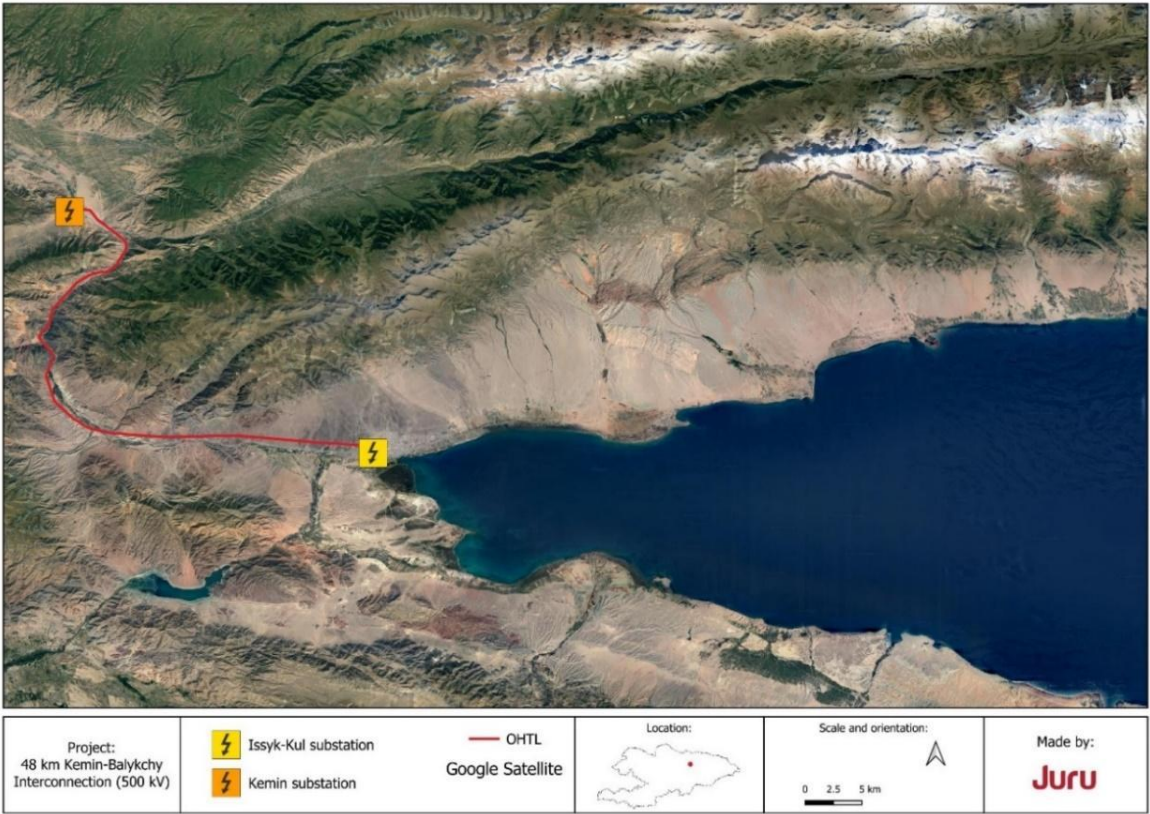 Project:
48 km Kemin-Balykchy
Interconnection (500 kV)
Issyk-Kul substation
Kemin substation
OHTL
Google Satellite
Location:
Scale and orientation:
0 2.5 5 km
Made by:
Juru